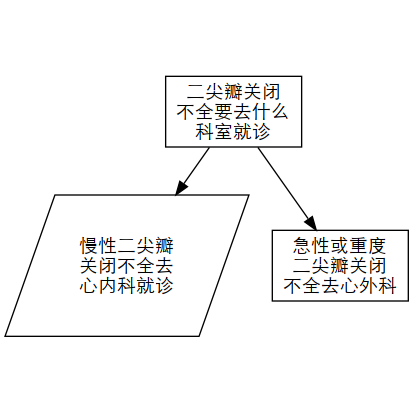 二尖瓣关闭
不全要去什么
科室就诊
慢性二尖瓣
关闭不全去
心内科就诊
急性或重度
二尖瓣关闭
不全去心外科